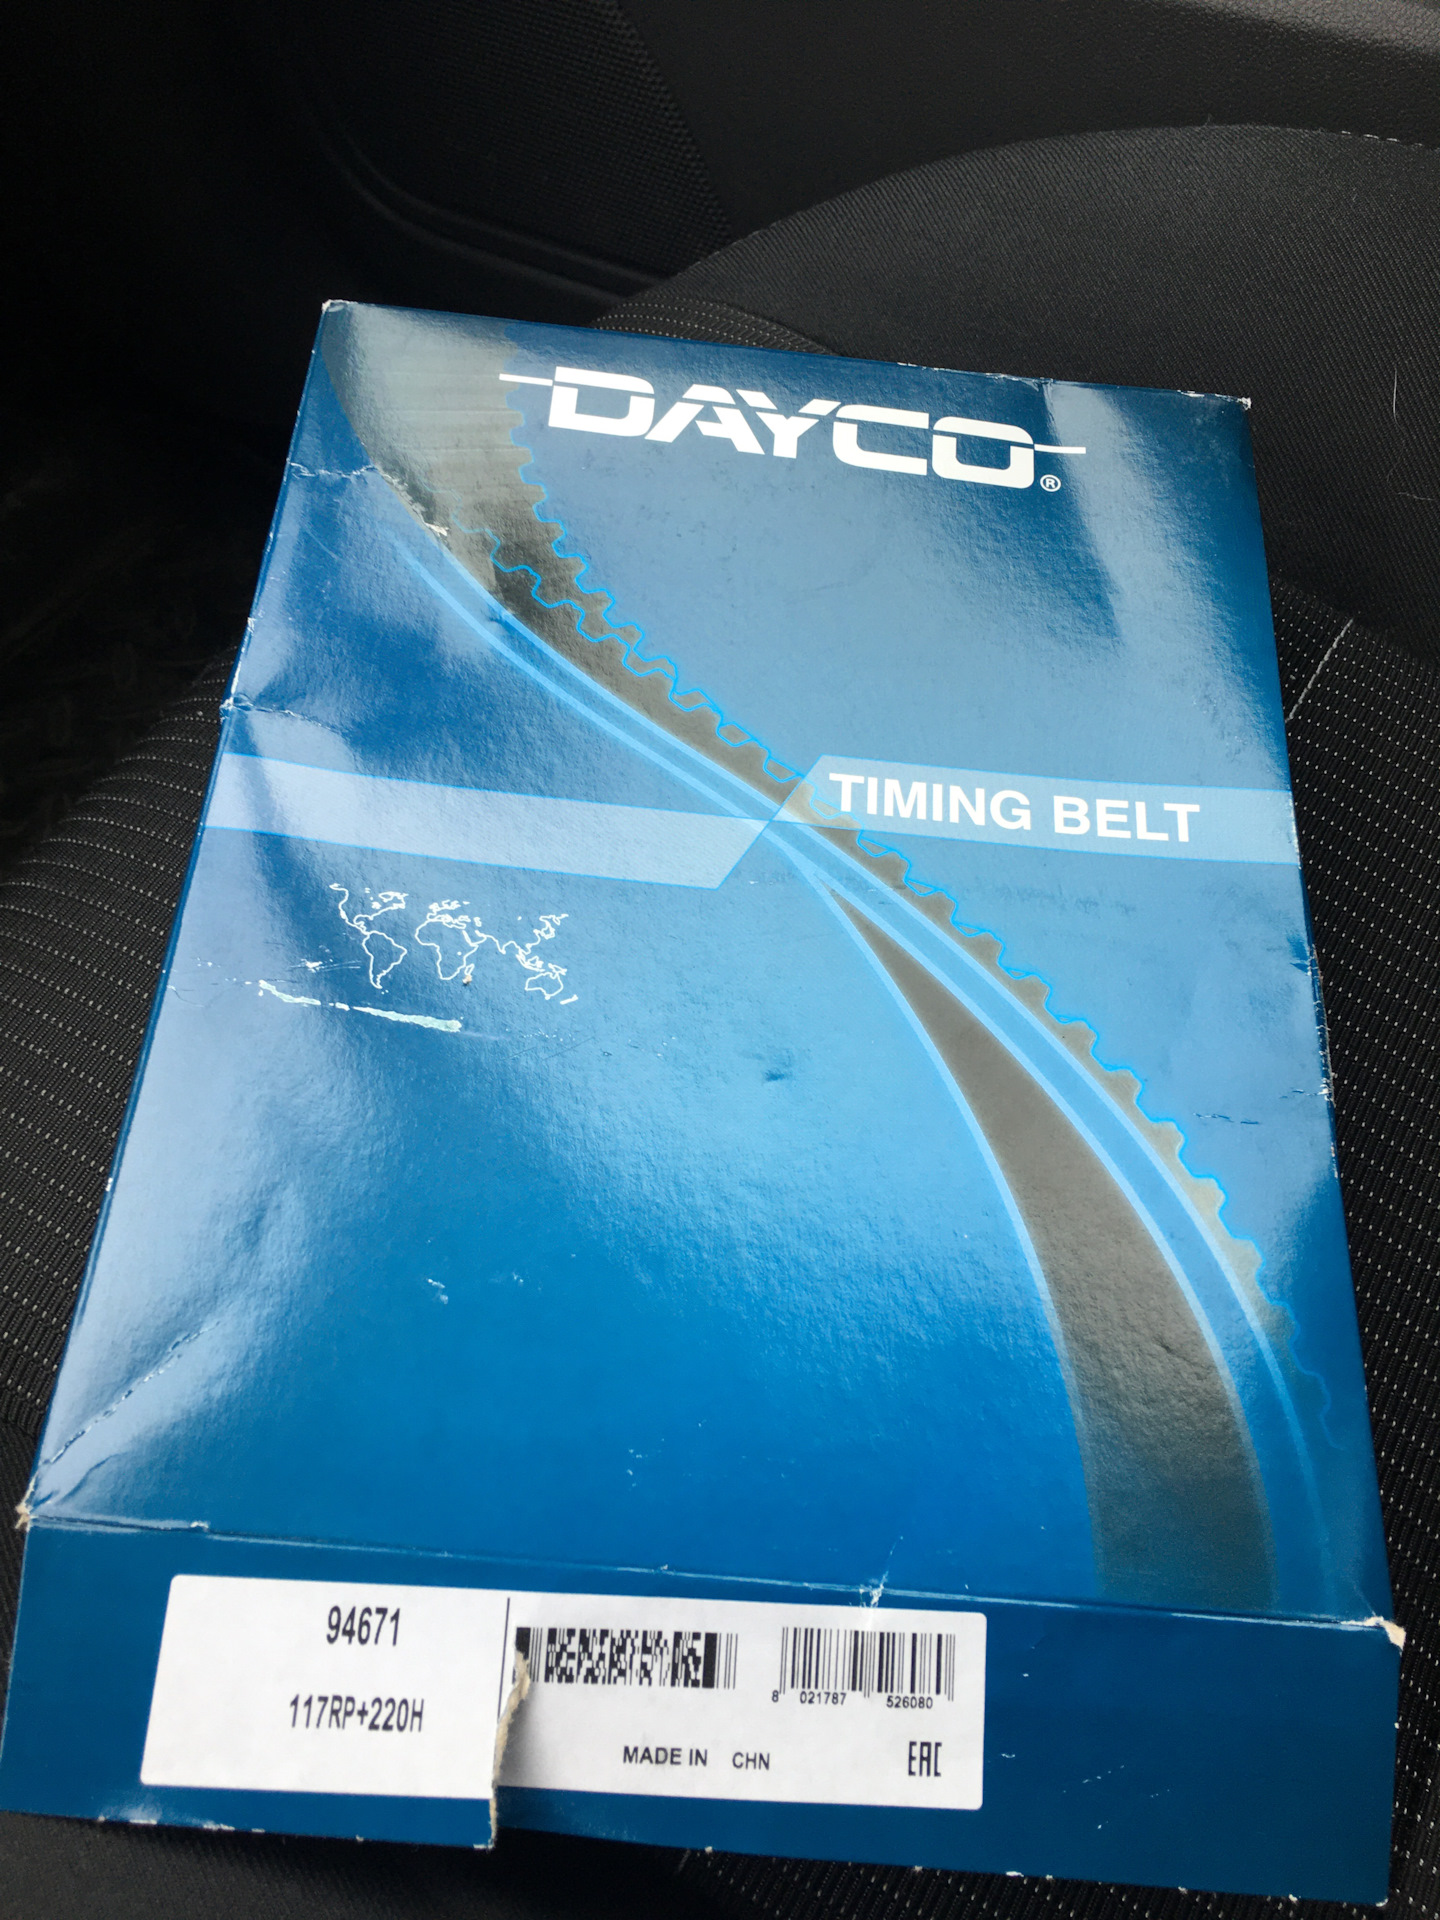 DAYCO®
TIMING BELT
94671
117RP+220H
8 021787 526080
MADE IN CHN
EAC